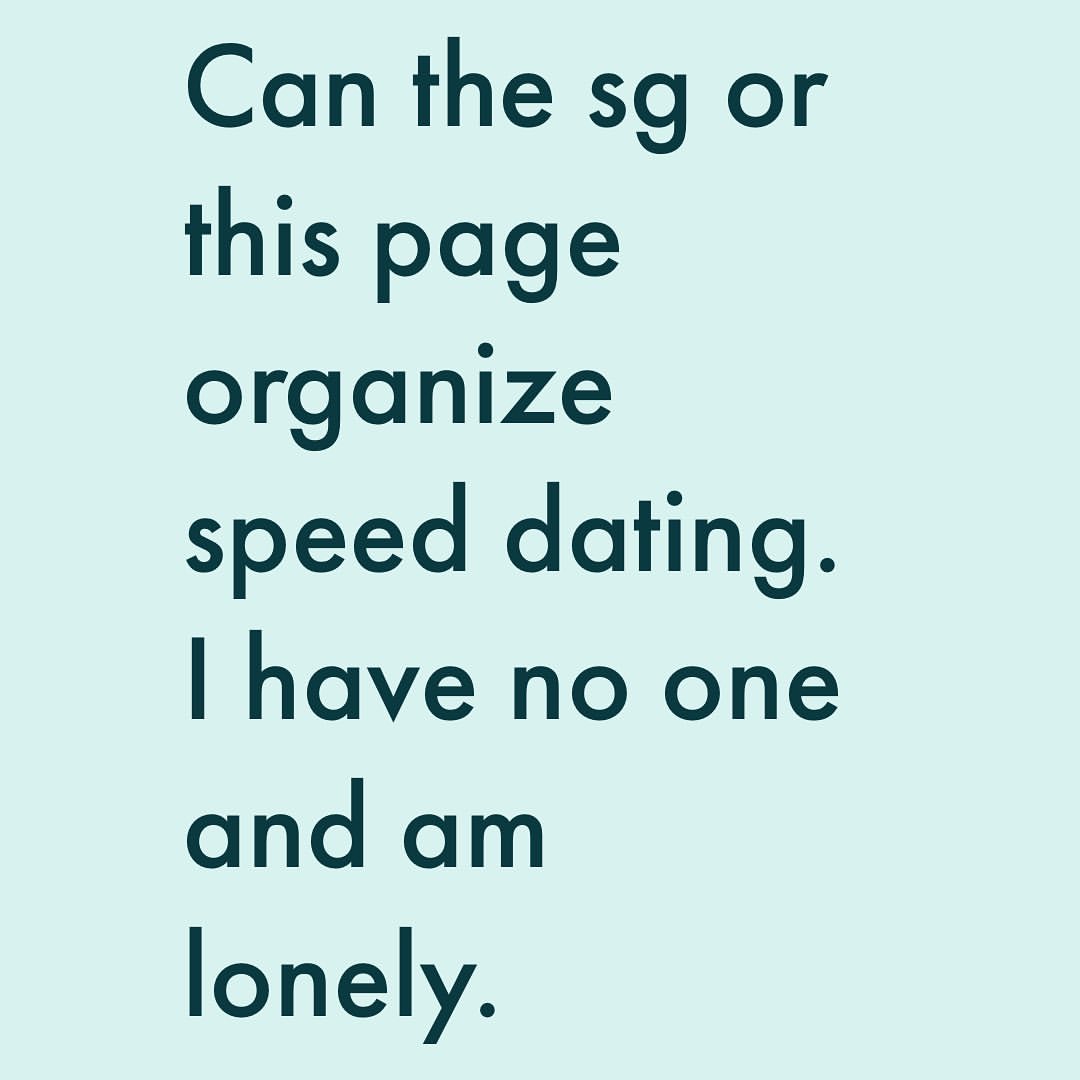 Can the sg or
this page
organize
speed dating.
I have no one
and am
lonely.